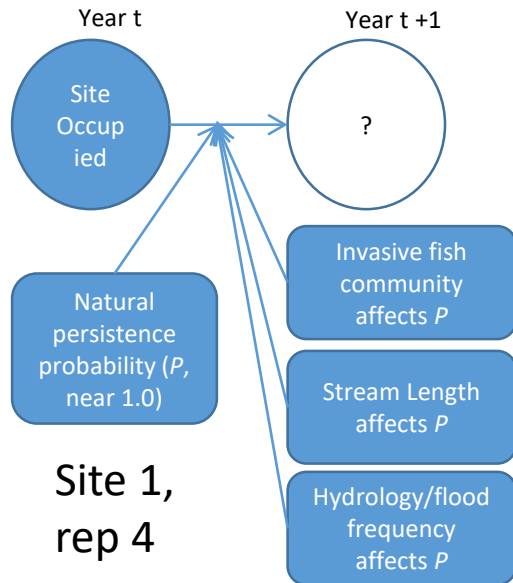 Year t
Year t +1
Site
Occup
ied
?
Natural
persistence
probability (P,
near 1.0)
Invasive fish
community
affects P
Stream Length
affects P
Hydrology/flood
frequency
affects P
Site 1,
rep 4